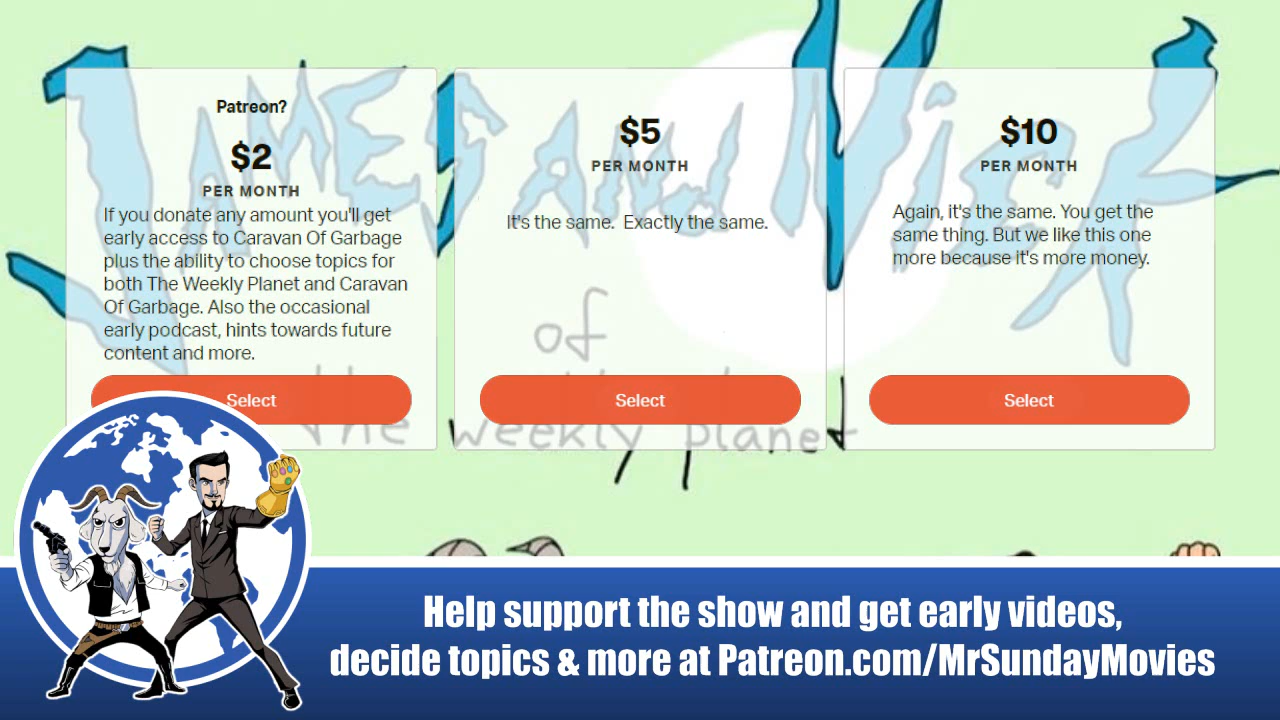 JAMES AND NICK
of
the weekly planet
Patreon?
$2
PER MONTH
If you donate any amount you'll get
early access to Caravan Of Garbage
plus the ability to choose topics for
both The Weekly Planet and Caravan
Of Garbage. Also the occasional
early podcast, hints towards future
content and more.
Select
$5
PER MONTH
It's the same.  Exactly the same.
Select
$10
PER MONTH
Again, it's the same. You get the
same thing. But we like this one
more because it's more money.
Select
Help support the show and get early videos,
decide topics & more at Patreon.com/MrSundayMovies